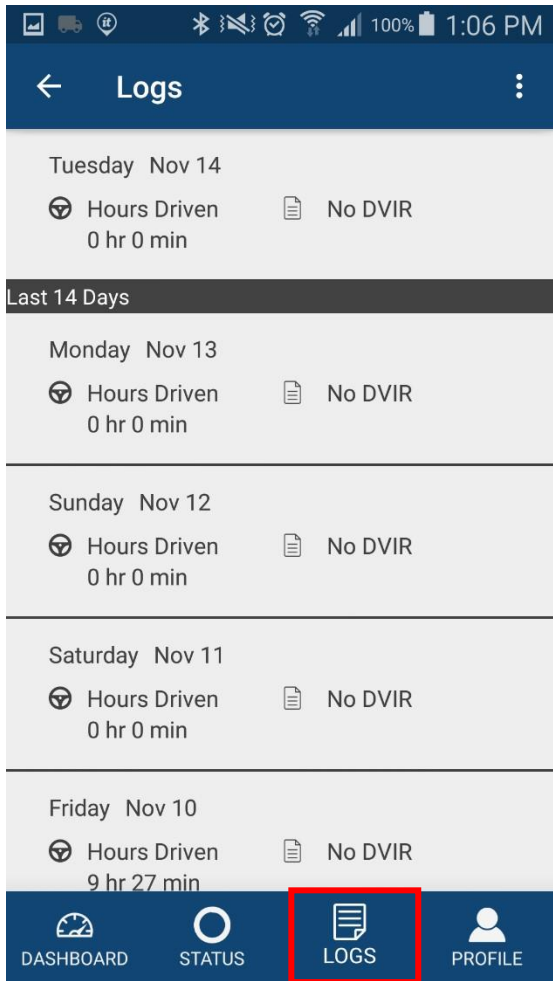 it 100% 1:06 PM
Logs
Tuesday Nov 14
Hours Driven No DVIR
0 hr 0 min
Last 14 Days
Monday Nov 13
Hours Driven No DVIR
0 hr 0 min
Sunday Nov 12
Hours Driven No DVIR
0 hr 0 min
Saturday Nov 11
Hours Driven No DVIR
0 hr 0 min
Friday Nov 10
Hours Driven No DVIR
9 hr 27 min
DASHBOARD STATUS LOGS PROFILE